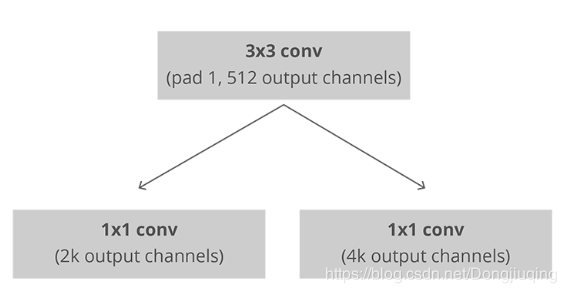 3x3 conv
(pad 1, 512 output channels)
1x1 conv
(2k output channels)
1x1 conv
(4k output channels)
https://blog.csdn.net/Dongjiuqing